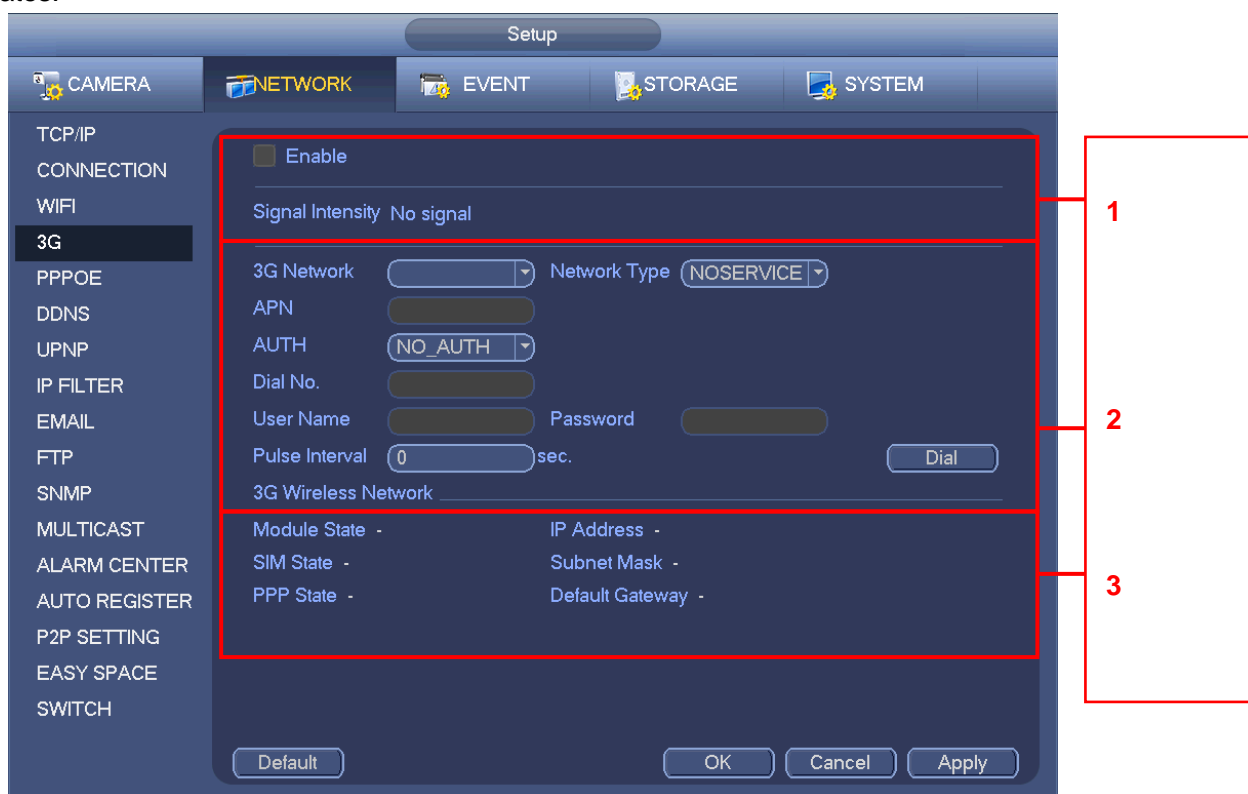 Setup
CAMERA NETWORK EVENT STORAGE SYSTEM
TCP/IP
CONNECTION
WIFI
3G
PPPOE
DDNS
UPNP
IP FILTER
EMAIL
FTP
SNMP
MULTICAST
ALARM CENTER
AUTO REGISTER
P2P SETTING
EASY SPACE
SWITCH
Enable
Signal Intensity No signal
3G Network Network Type NOSERVICE
APN
AUTH NO_AUTH
Dial No.
User Name Password
Pulse Interval 0 sec. Dial
3G Wireless Network
Module State - IP Address -
SIM State - Subnet Mask -
PPP State - Default Gateway -
Default OK Cancel Apply
1
2
3